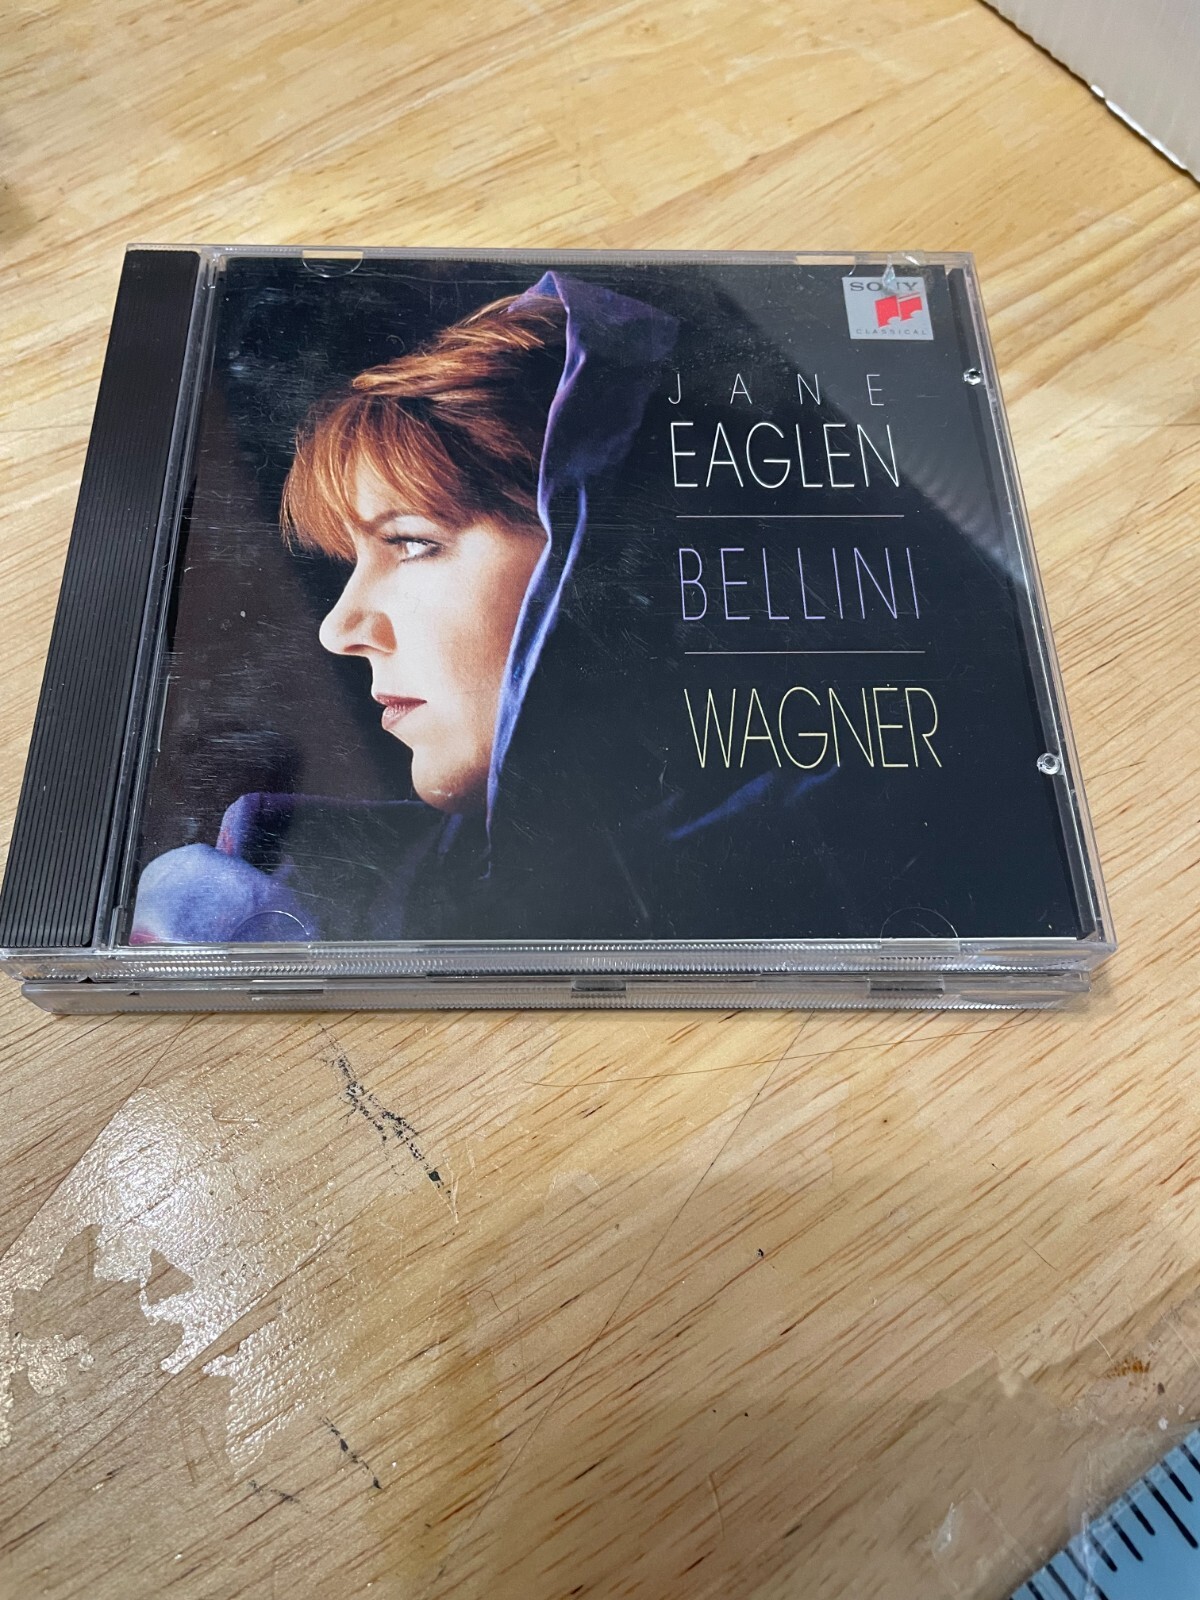 SONY
CLASSICAL
JANE
EAGLEN
BELLINI
WAGNER